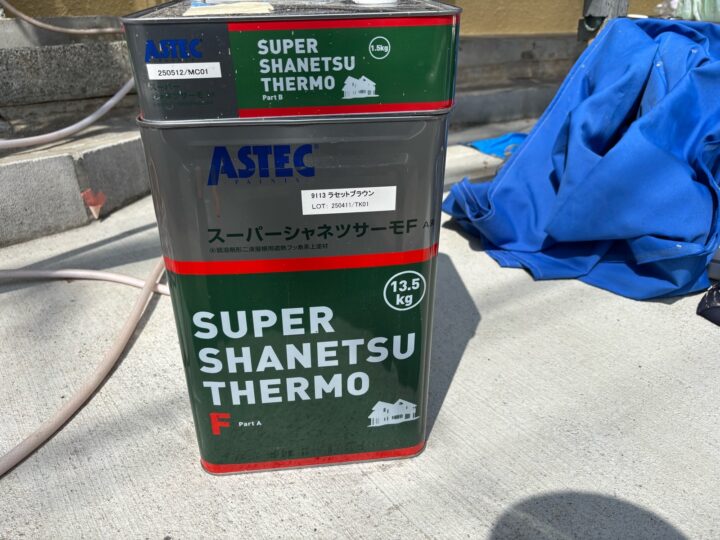 ASTEC
250512/MC01
SUPER
SHANETSU
THERMO
Part B
1.5kg
ASTEC
PAINTS
9113 ラセットブラウン
LOT: 250411/TK01
スーパーシャネツサーモF
13.5
kg
SUPER
SHANETSU
THERMO
F Part A